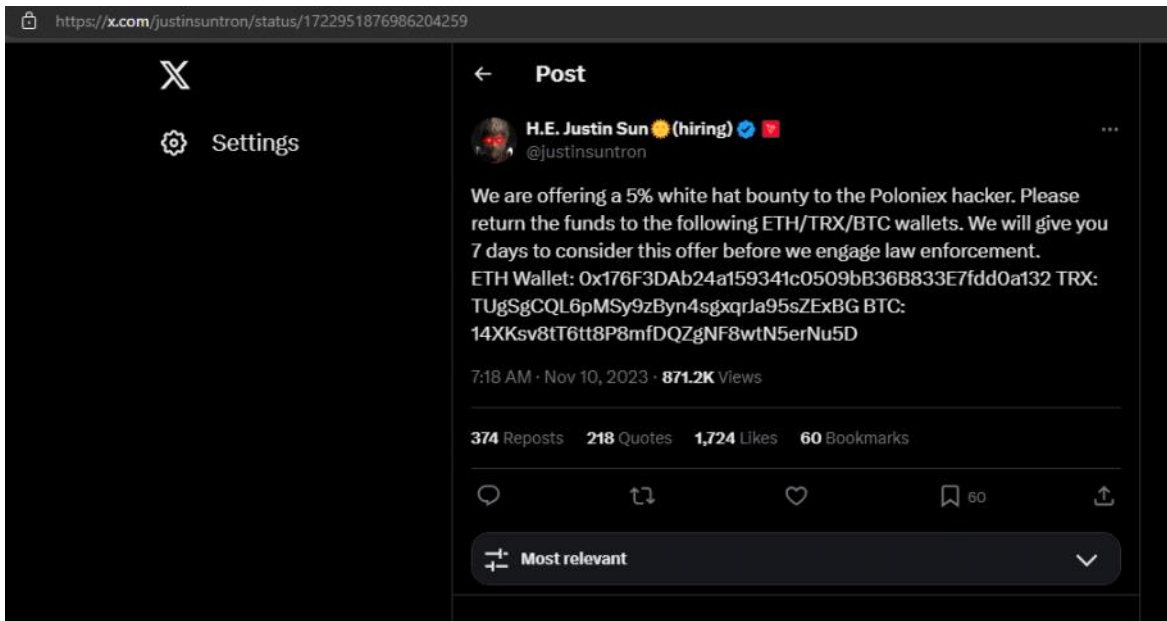 https://x.com/justinsuntron/status/1722951876986204259
Post
Settings
H.E. Justin Sun🌞(hiring)
@justinsuntron
We are offering a 5% white hat bounty to the Poloniex hacker. Please
return the funds to the following ETH/TRX/BTC wallets. We will give you
7 days to consider this offer before we engage law enforcement.
ETH Wallet: 0x176F3DAb24a159341c0509bB36B833E7fdd0a132 TRX:
TUgSgCQL6pMSy9zByn4sgxqrJa95sZExBG BTC:
14XKsv8tT6tt8P8mfDQZgNF8wtN5erNu5D
7:18 AM · Nov 10, 2023 · 871.2K Views
374 Reposts 218 Quotes 1,724 Likes 60 Bookmarks
60
Most relevant